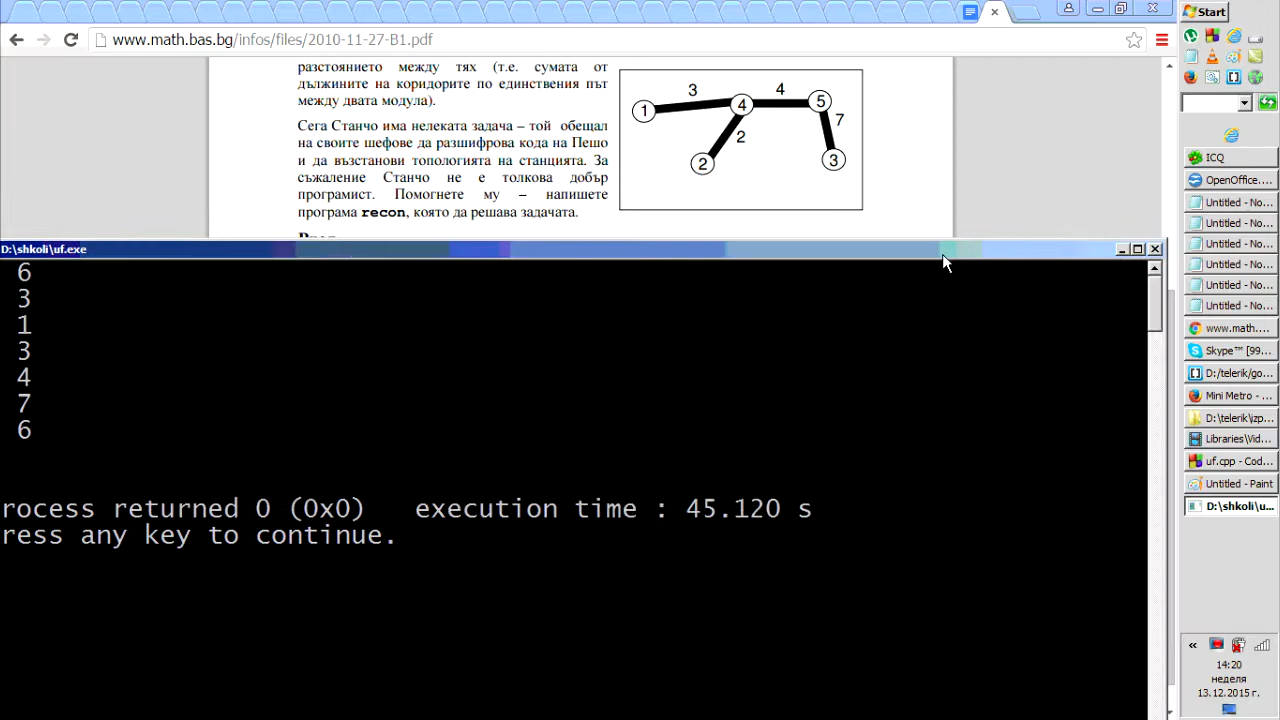 www.math.bas.bg/infos/files/2010-11-27-B1.pdf
разстоянието между тях (т.е. сумата от
дължините на коридорите по единствения път
между двата модула).
Сега Станчо има нелеката задача – той обещал
на своите шефове да разшифрова кода на Пешо
и да възстанови топологията на станцията. За
съжаление Станчо не е толкова добър
програмист. Помогнете му – напишете
програма recon, която да решава задачата.
3
4
1
4
5
2
7
2
3
D:\shkoli\uf.exe
6
3
1
3
4
7
6
rocess returned 0 (0x0)   execution time : 45.120 s
ress any key to continue.
Start
ICQ
OpenOffice....
Untitled - No...
Untitled - No...
Untitled - No...
Untitled - No...
Untitled - No...
Untitled - No...
www.math....
Skype™ [99...
D:/telerik/go...
Mini Metro - ...
D:\telerik\izp...
Libraries\Vid...
uf.cpp - Cod...
Untitled - Paint
D:\shkoli\u...
14:20
неделя
13.12.2015 г.